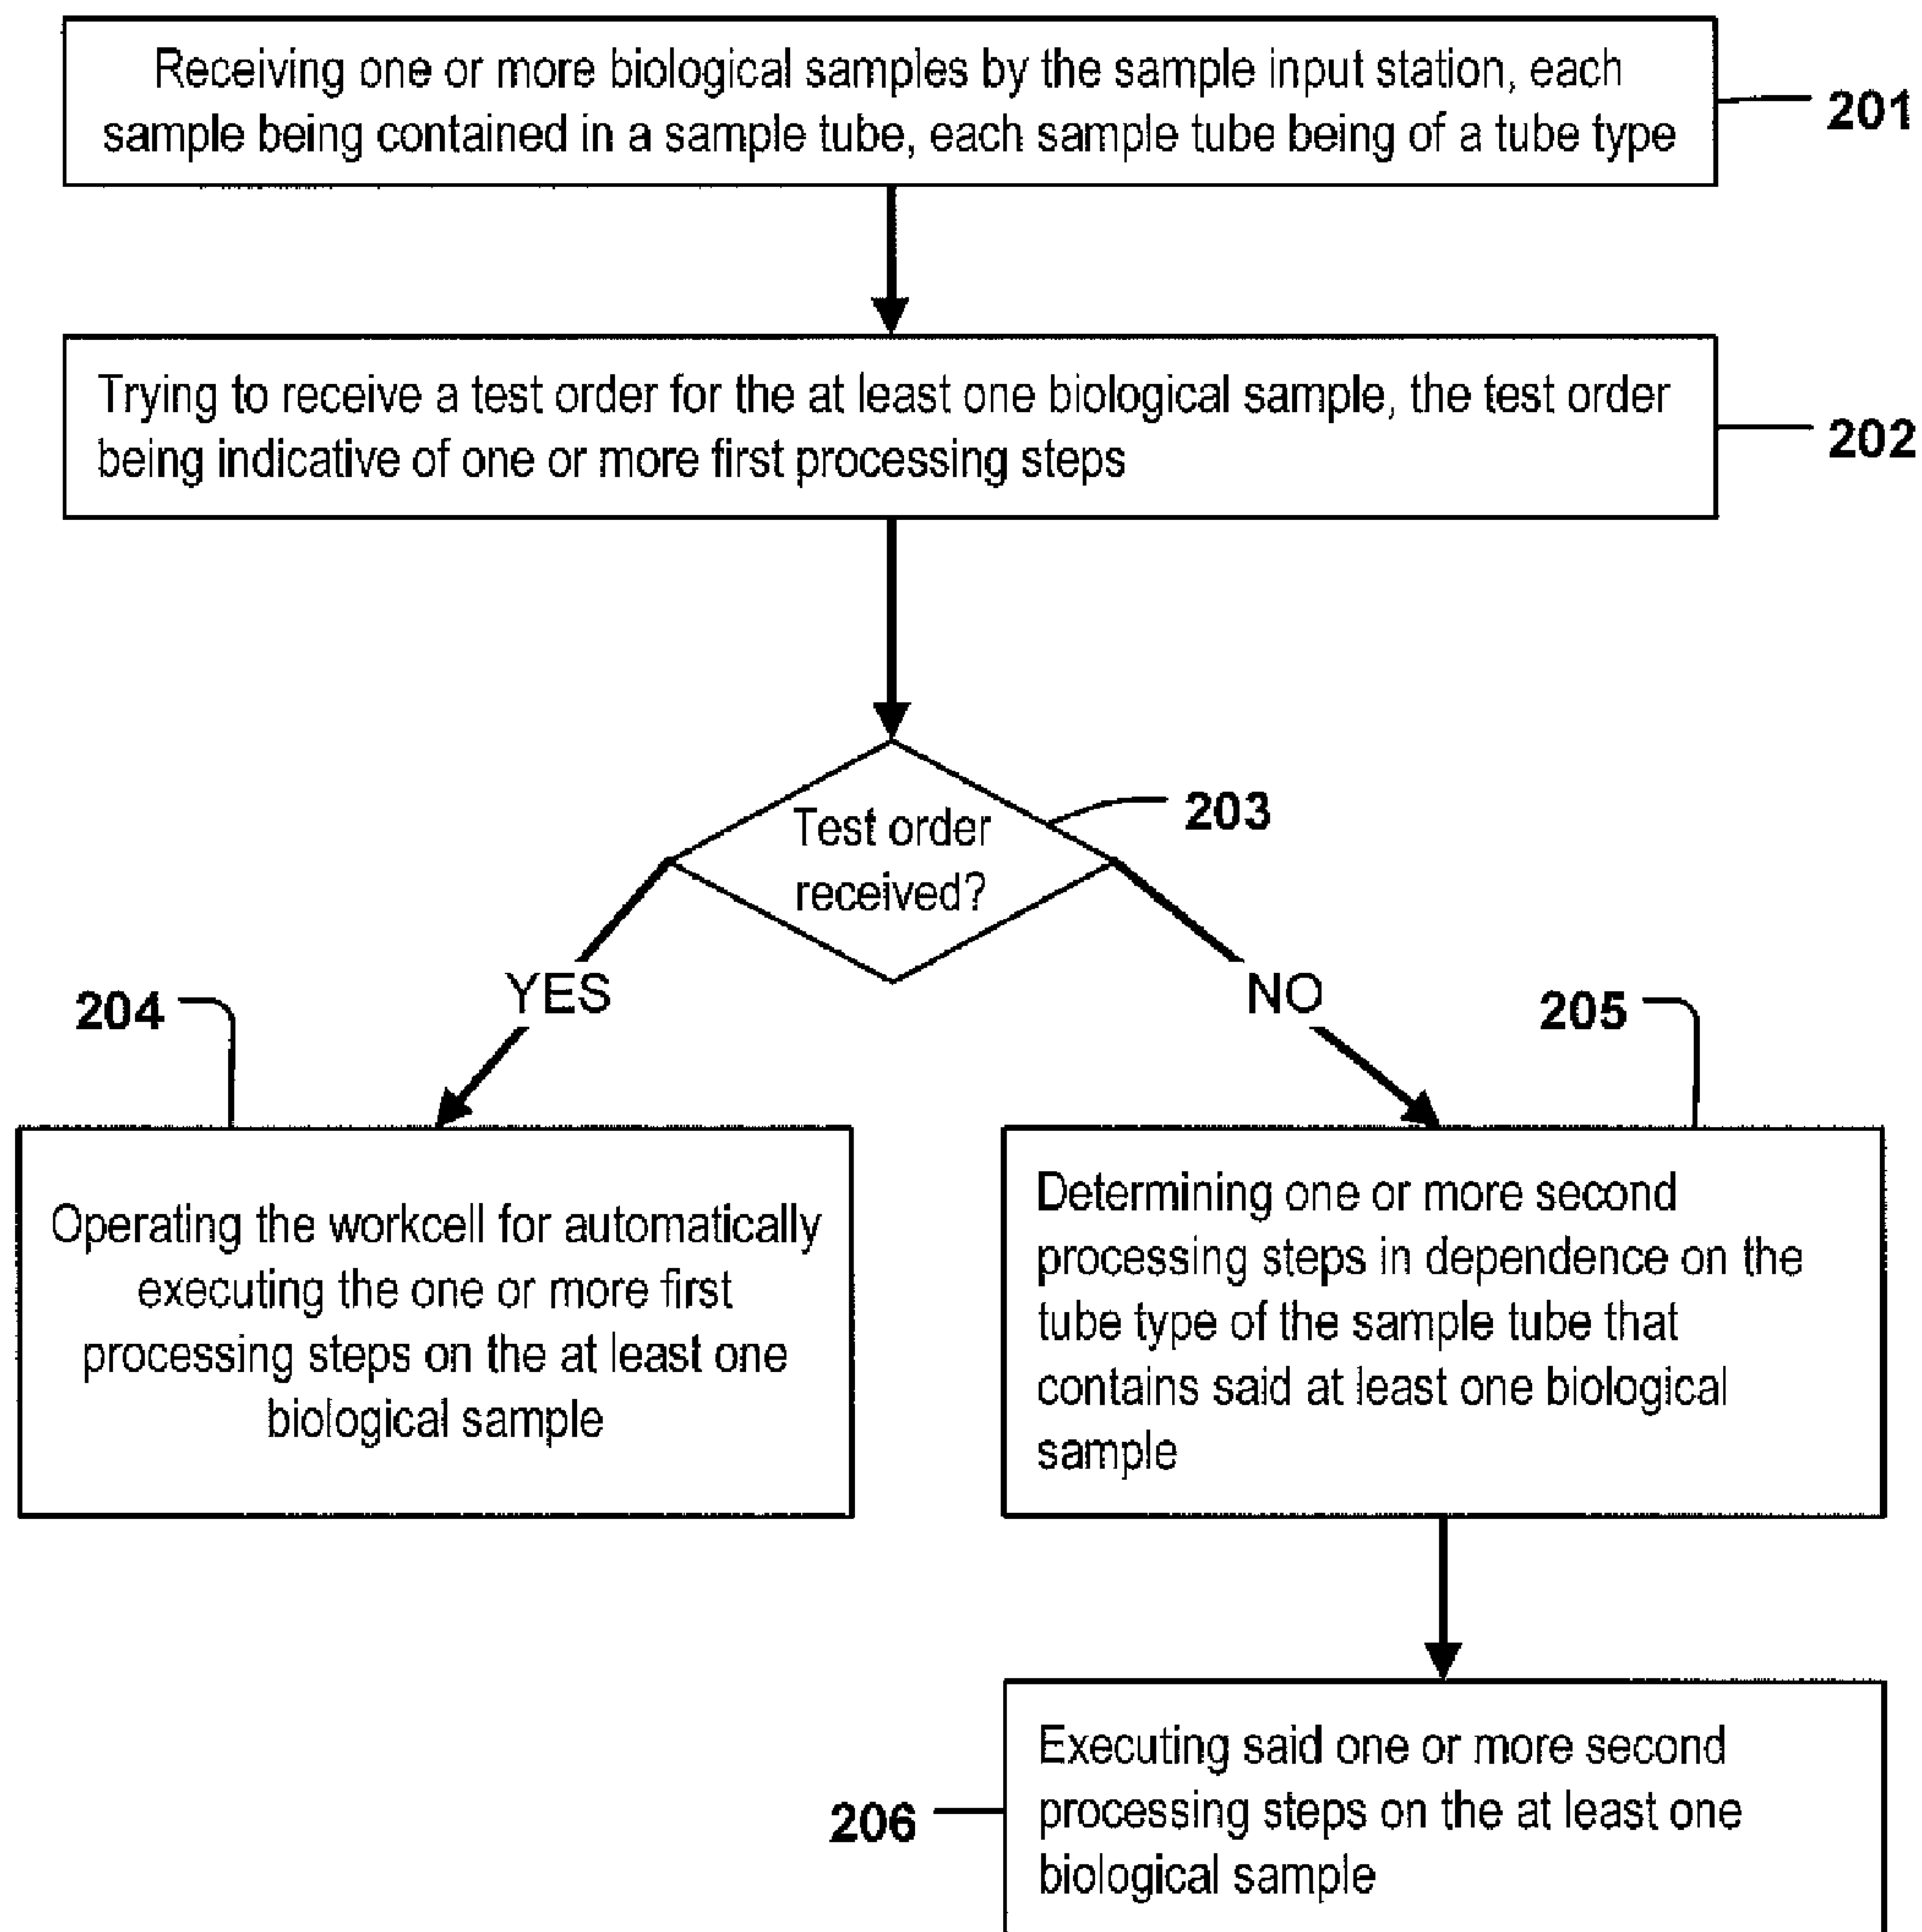 Receiving one or more biological samples by the sample input station, each
sample being contained in a sample tube, each sample tube being of a tube type
201
Trying to receive a test order for the at least one biological sample, the test order
being indicative of one or more first processing steps
202
Test order
received?
203
YES
NO
204
Operating the workcell for automatically
executing the one or more first
processing steps on the at least one
biological sample
205
Determining one or more second
processing steps in dependence on the
tube type of the sample tube that
contains said at least one biological
sample
206
Executing said one or more second
processing steps on the at least one
biological sample